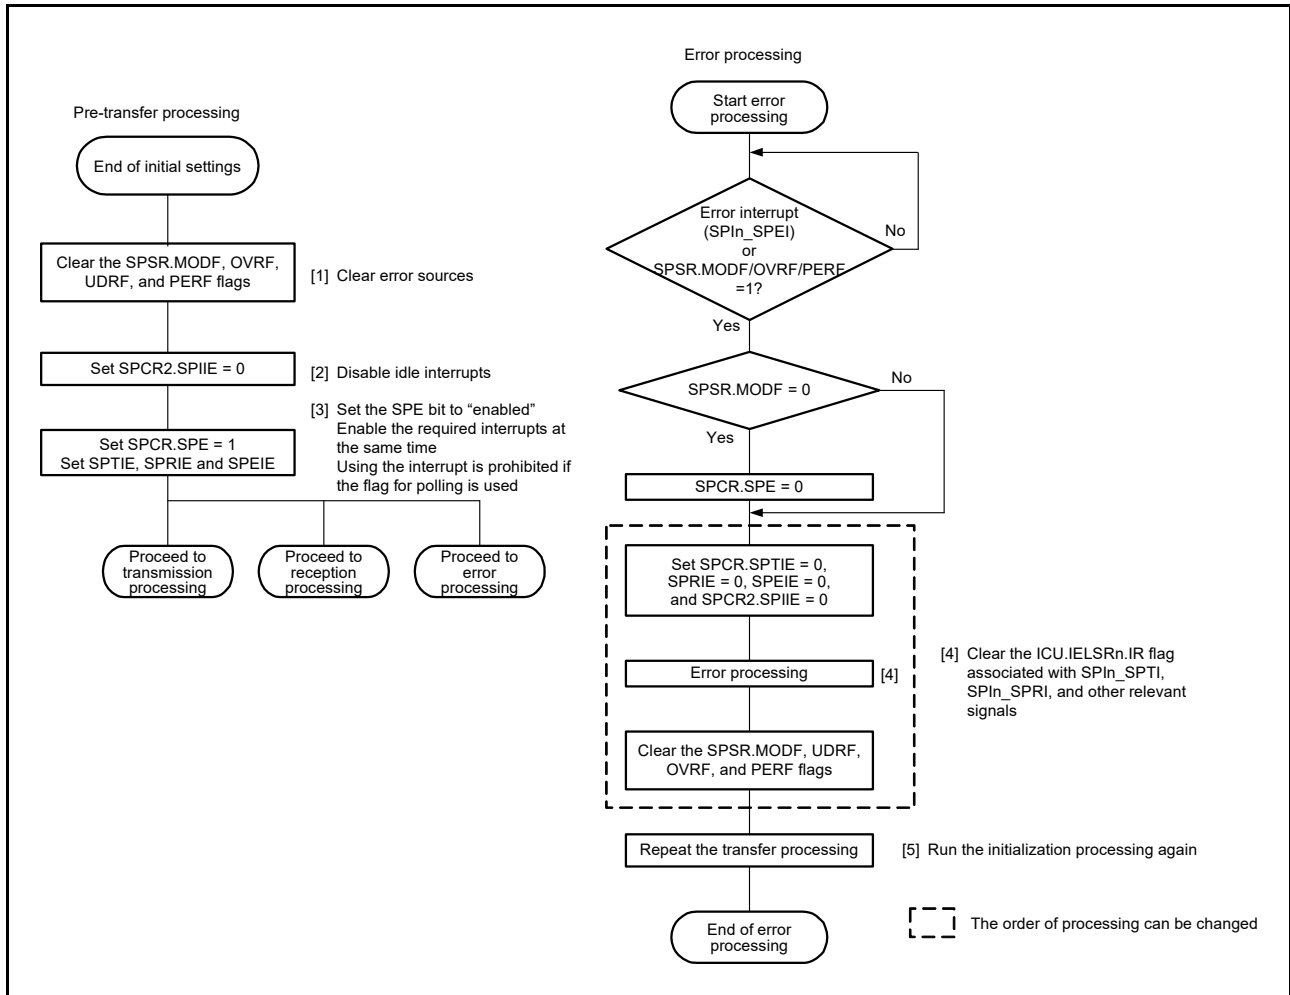 Pre-transfer processing
End of initial settings
Clear the SPSR.MODF, OVRF,
UDRF, and PERF flags
[1] Clear error sources
Set SPCR2.SPIIE = 0
[2] Disable idle interrupts
Set SPCR.SPE = 1
Set SPTIE, SPRIE and SPEIE
[3] Set the SPE bit to “enabled”
Enable the required interrupts at
the same time
Using the interrupt is prohibited if
the flag for polling is used
Proceed to
transmission
processing
Proceed to
reception
processing
Proceed to
error
processing
Error processing
Start error
processing
Error interrupt
(SPIn_SPEI)
or
SPSR.MODF/OVRF/PERF
=1?
No
Yes
SPSR.MODF = 0
No
Yes
SPCR.SPE = 0
Set SPCR.SPTIE = 0,
SPRIE = 0, SPEIE = 0,
and SPCR2.SPIIE = 0
Error processing
[4]
[4] Clear the ICU.IELSRn.IR flag
associated with SPIn_SPTI,
SPIn_SPRI, and other relevant
signals
Clear the SPSR.MODF, UDRF,
OVRF, and PERF flags
Repeat the transfer processing
[5] Run the initialization processing again
End of error
processing
The order of processing can be changed